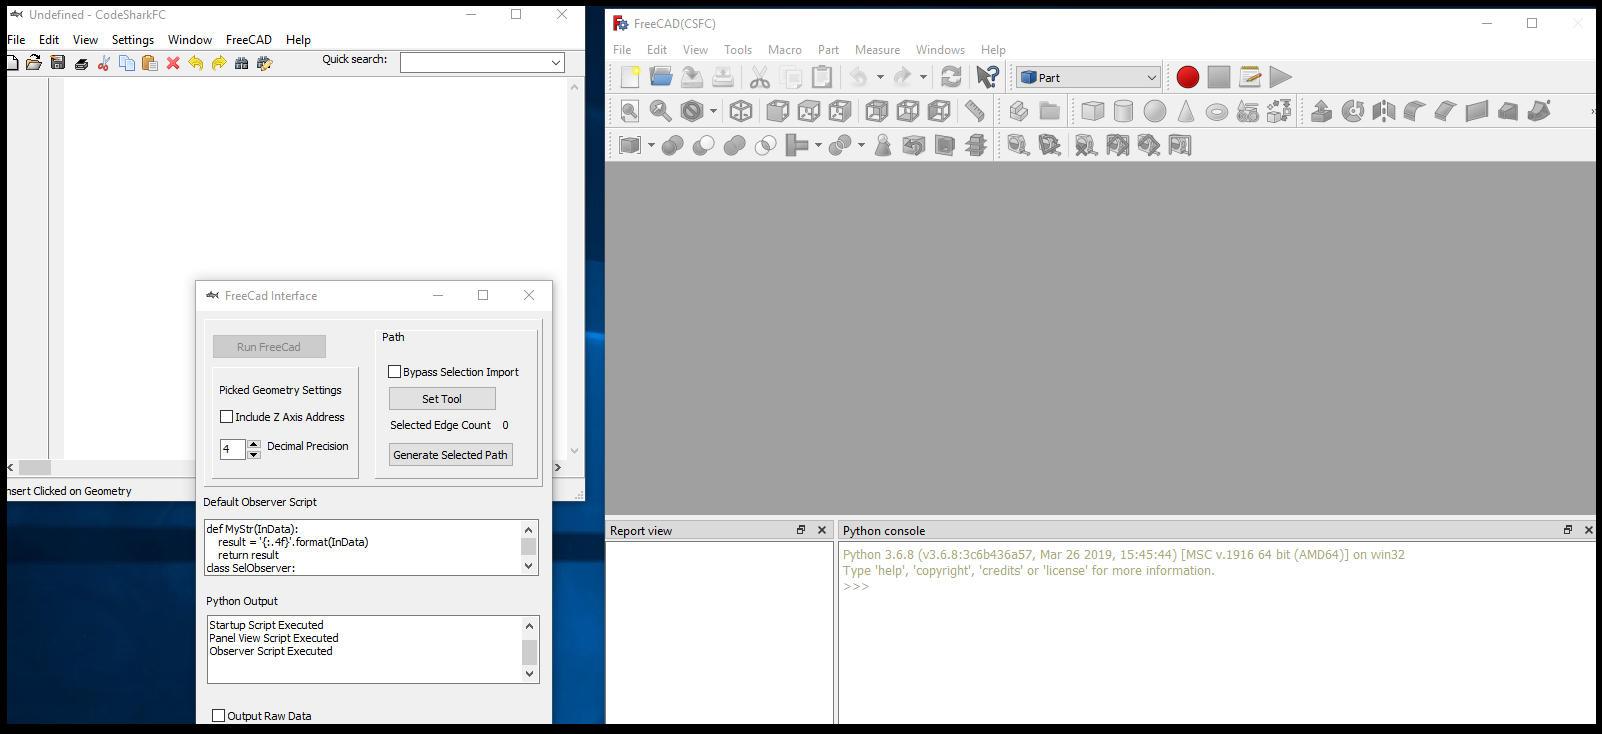 Undefined - CodeSharkFC
File Edit View Settings Window FreeCAD Help
Quick search:
nsert Clicked on Geometry
FreeCad Interface
Run FreeCad
Picked Geometry Settings
Include Z Axis Address
4 Decimal Precision
Path
Bypass Selection Import
Set Tool
Selected Edge Count 0
Generate Selected Path
Default Observer Script
def MyStr(InData):
result = '{:.4f}'.format(InData)
return result
class SelObserver:
Python Output
Startup Script Executed
Panel View Script Executed
Observer Script Executed
Output Raw Data
FreeCAD(CSFC)
File Edit View Tools Macro Part Measure Windows Help
Part
Report view
Python console
Python 3.6.8 (v3.6.8:3c6b436a57, Mar 26 2019, 15:45:44) [MSC v.1916 64 bit (AMD64)] on win32
Type 'help', 'copyright', 'credits' or 'license' for more information.
>>>